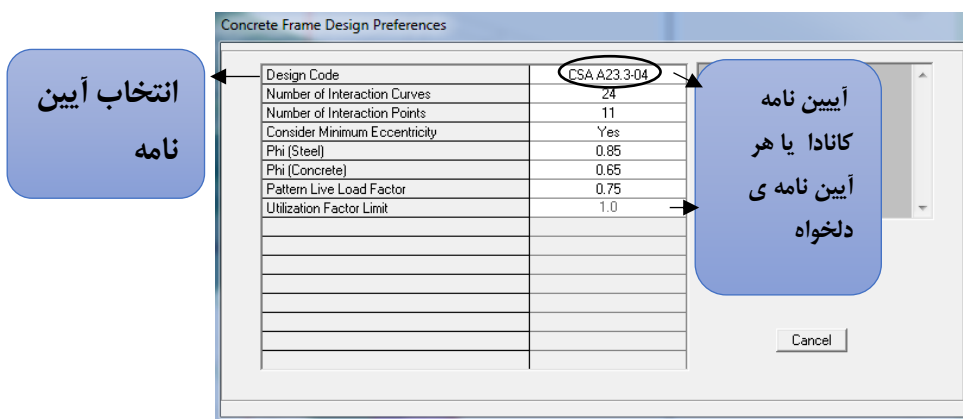 Concrete Frame Design Preferences
انتخاب آیین
نامه
Design Code CSA A23.3-04
Number of Interaction Curves 24
Number of Interaction Points 11
Consider Minimum Eccentricity Yes
Phi (Steel) 0.85
Phi (Concrete) 0.65
Pattern Live Load Factor 0.75
Utilization Factor Limit 1.0
آییین نامه
کانادا یا هر
آیین نامه ی
دلخواه
Cancel